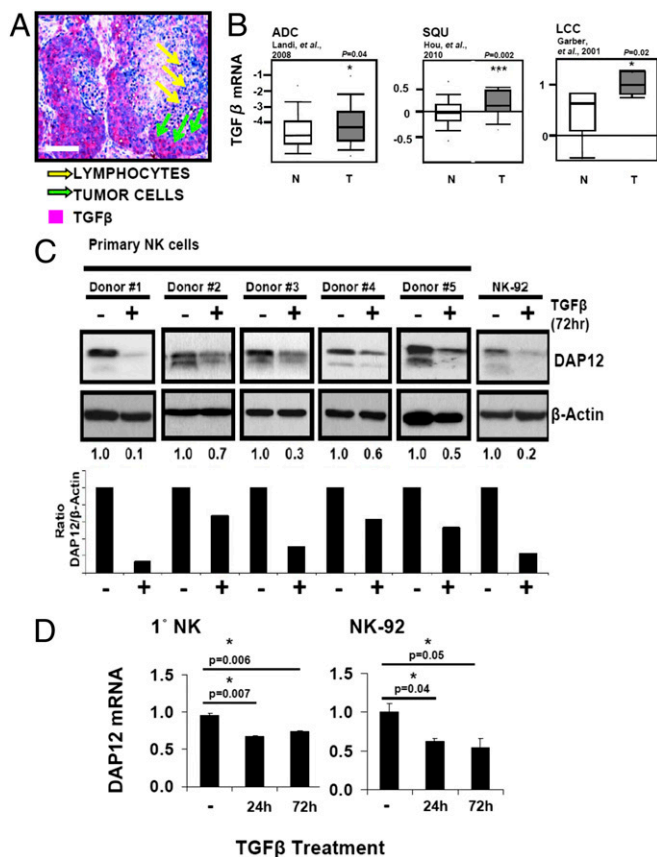 A
LYMPHOCYTES
TUMOR CELLS
TGFβ
B
TGFβ mRNA
ADC
Landi, et al., 2008
P=0.04
*
-1
-2
-3
-4
N T
SQU
Hou, et al., 2010
P=0.002
***
0.5
0
-0.5
N T
LCC
Garber, et al., 2001
P=0.02
*
1
0
N T
C
Primary NK cells
Donor #1 Donor #2 Donor #3 Donor #4 Donor #5 NK-92
- + - + - + - + - + - + TGFβ (72hr)
DAP12
β-Actin
1.0 0.1 1.0 0.7 1.0 0.3 1.0 0.6 1.0 0.5 1.0 0.2
Ratio
DAP12/β-Actin
- + - + - + - + - + - +
D
DAP12 mRNA
1° NK
*
p=0.006
*
p=0.007
1.5
1.0
0.5
0.0
- 24h 72h
NK-92
*
p=0.05
*
p=0.04
1.5
1.0
0.5
0.0
- 24h 72h
TGFβ Treatment